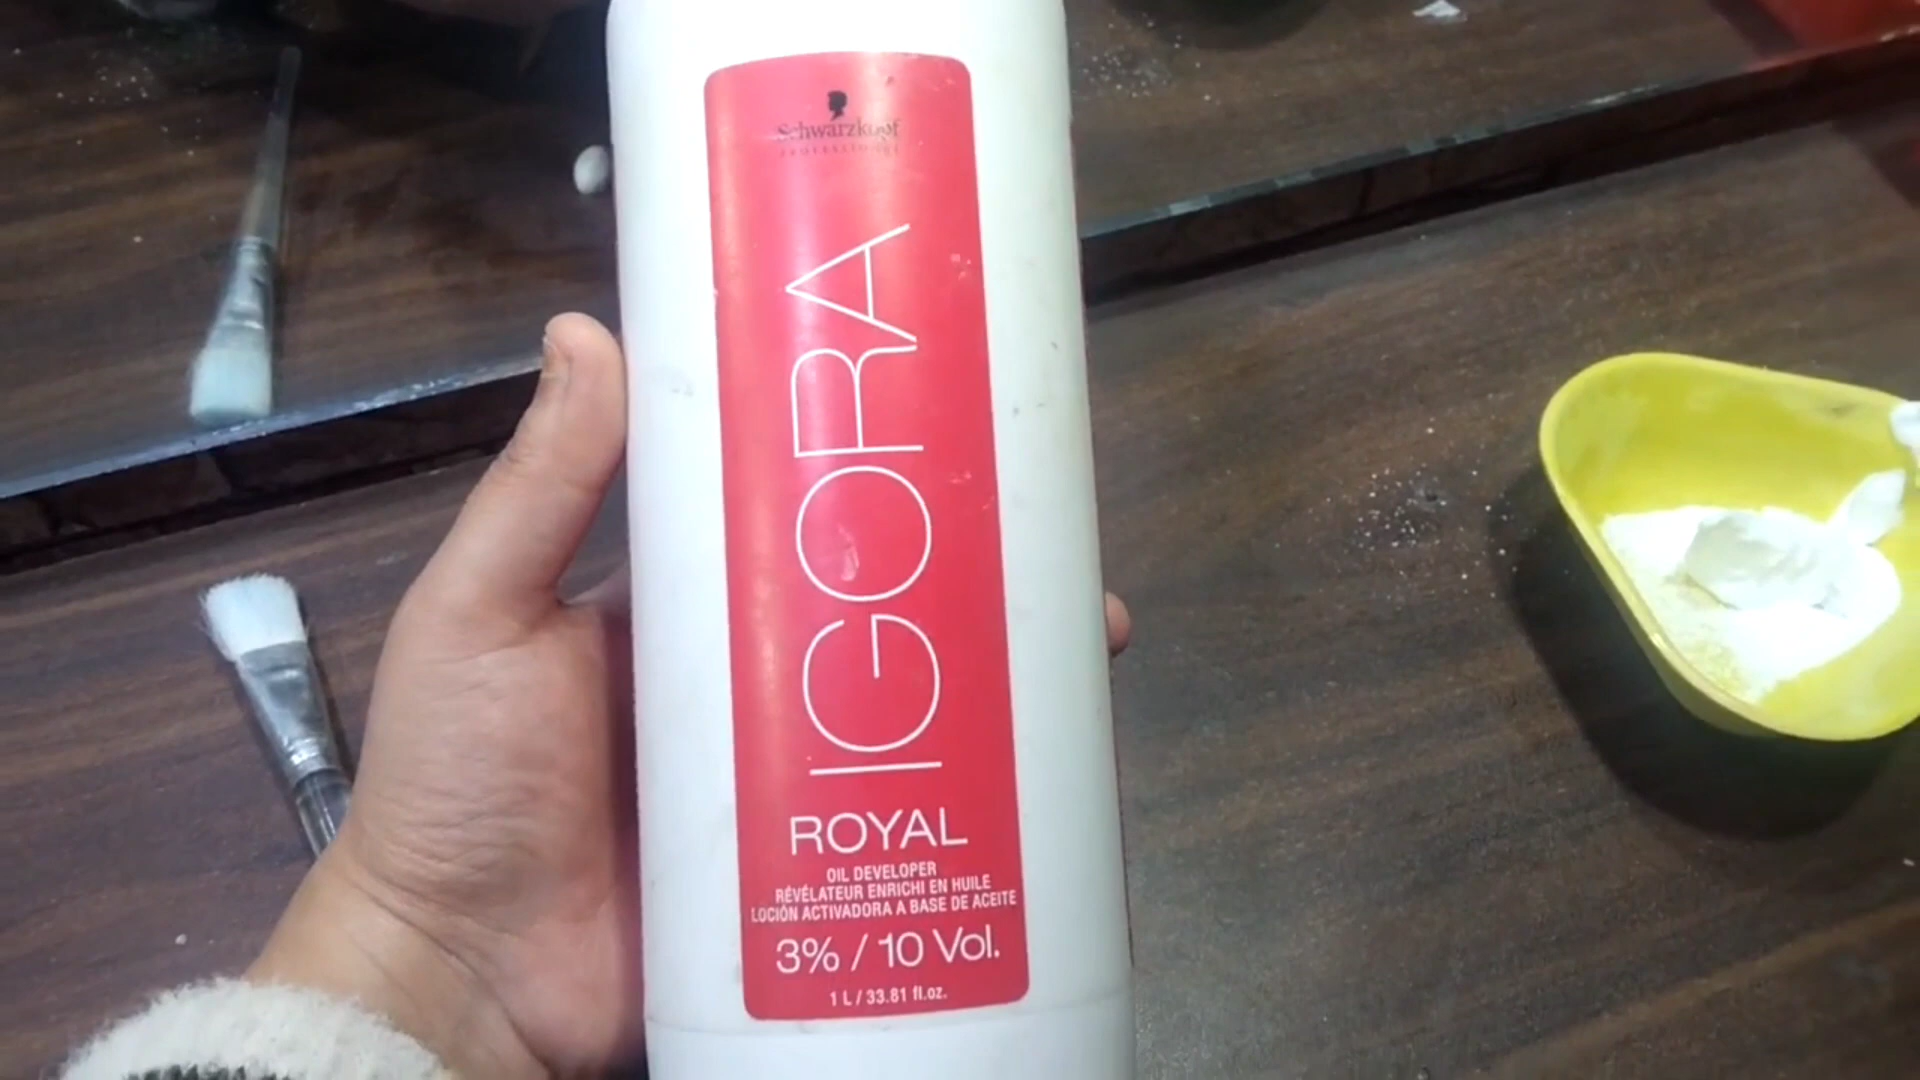 Schwarzkopf
PROFESSIONAL
IGORA
ROYAL
OIL DEVELOPER
RÉVÉLATEUR ENRICHI EN HUILE
LOCIÓN ACTIVADORA A BASE DE ACEITE
3% / 10 Vol.
1 L / 33.81 fl.oz.